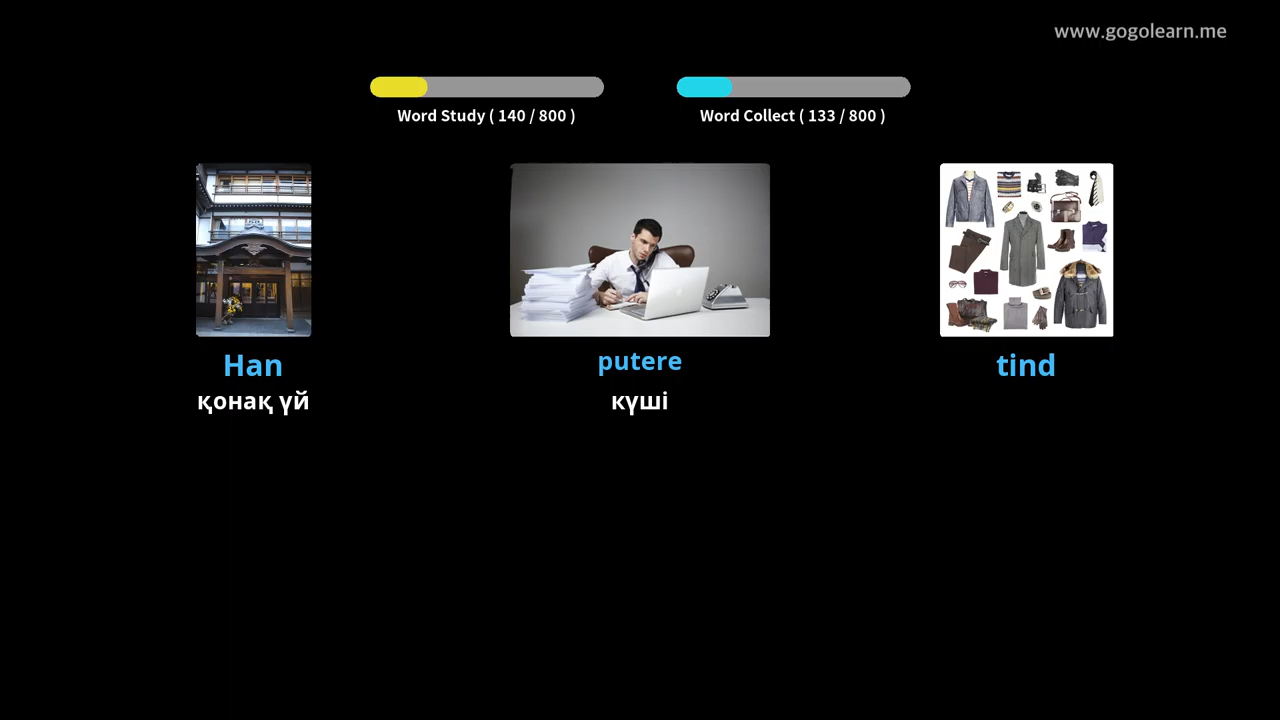 www.gogolearn.me
Word Study ( 140 / 800 )
Word Collect ( 133 / 800 )
Han
қонақ үй
putere
күші
tind